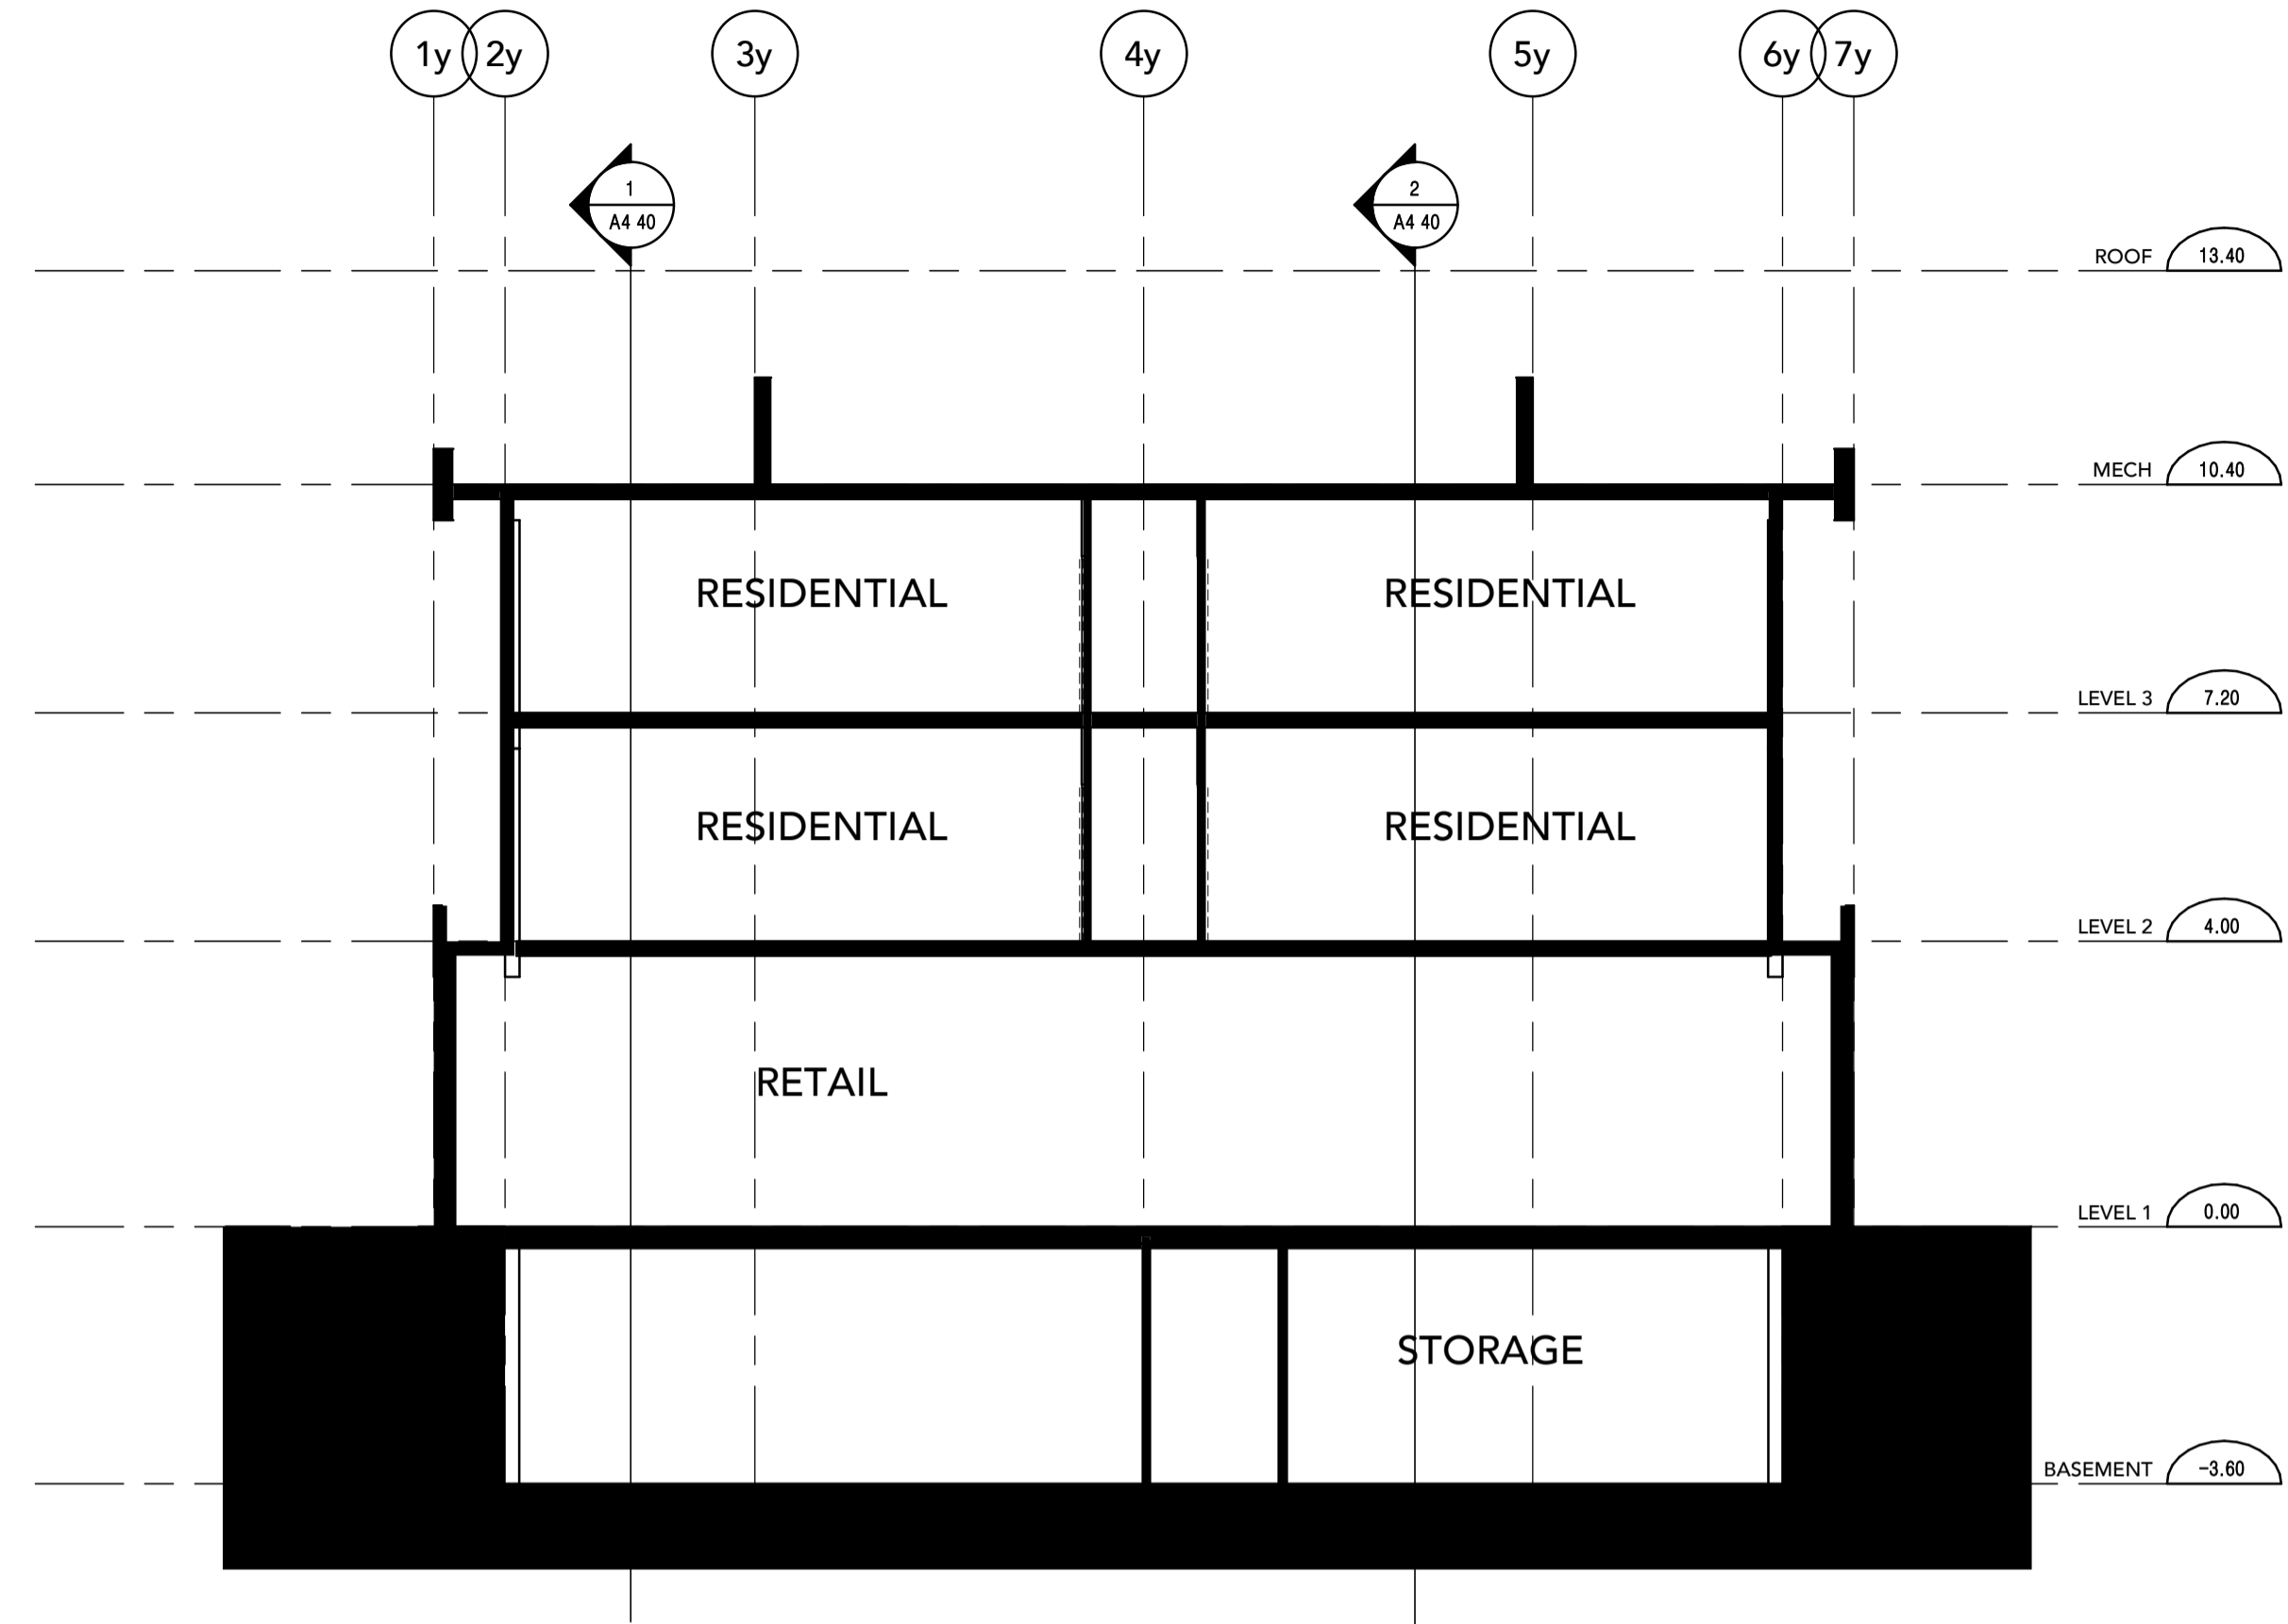 1y 2y 3y 4y 5y 6y 7y
1
A4 40
2
A4 40
ROOF 13.40
MECH 10.40
RESIDENTIAL RESIDENTIAL
LEVEL 3 7.20
RESIDENTIAL RESIDENTIAL
LEVEL 2 4.00
RETAIL
LEVEL 1 0.00
STORAGE
BASEMENT -3.60